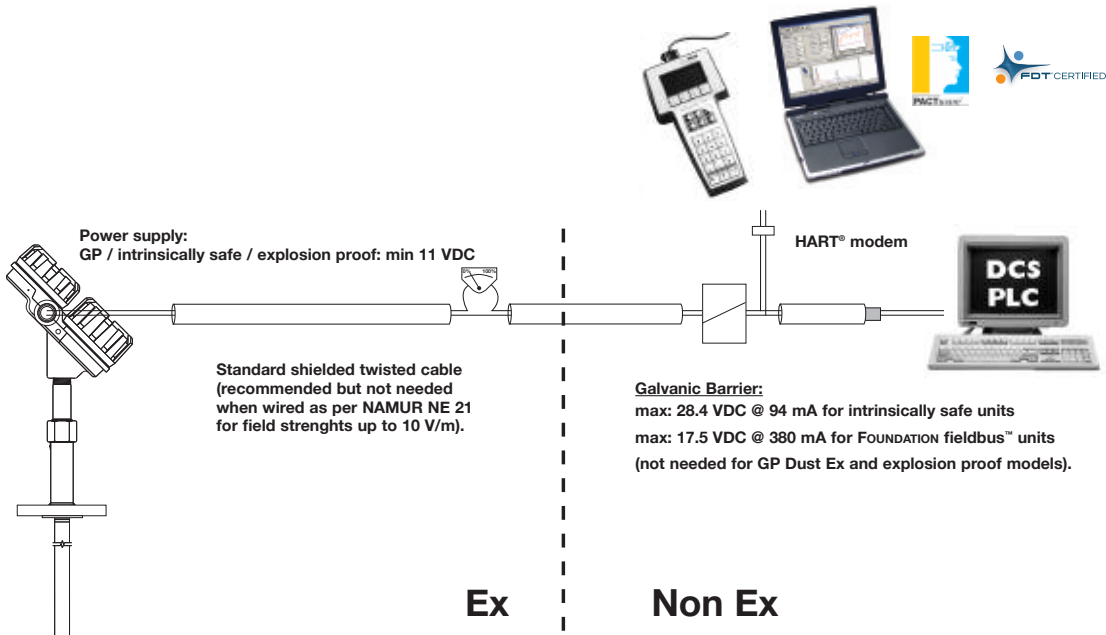 PACTware™
FDT CERTIFIED
Power supply:
GP / intrinsically safe / explosion proof: min 11 VDC
0% 100%
HART® modem
DCS
PLC
Standard shielded twisted cable
(recommended but not needed
when wired as per NAMUR NE 21
for field strenghts up to 10 V/m).
Galvanic Barrier:
max: 28.4 VDC @ 94 mA for intrinsically safe units
max: 17.5 VDC @ 380 mA for FOUNDATION fieldbus™ units
(not needed for GP Dust Ex and explosion proof models).
Ex
Non Ex